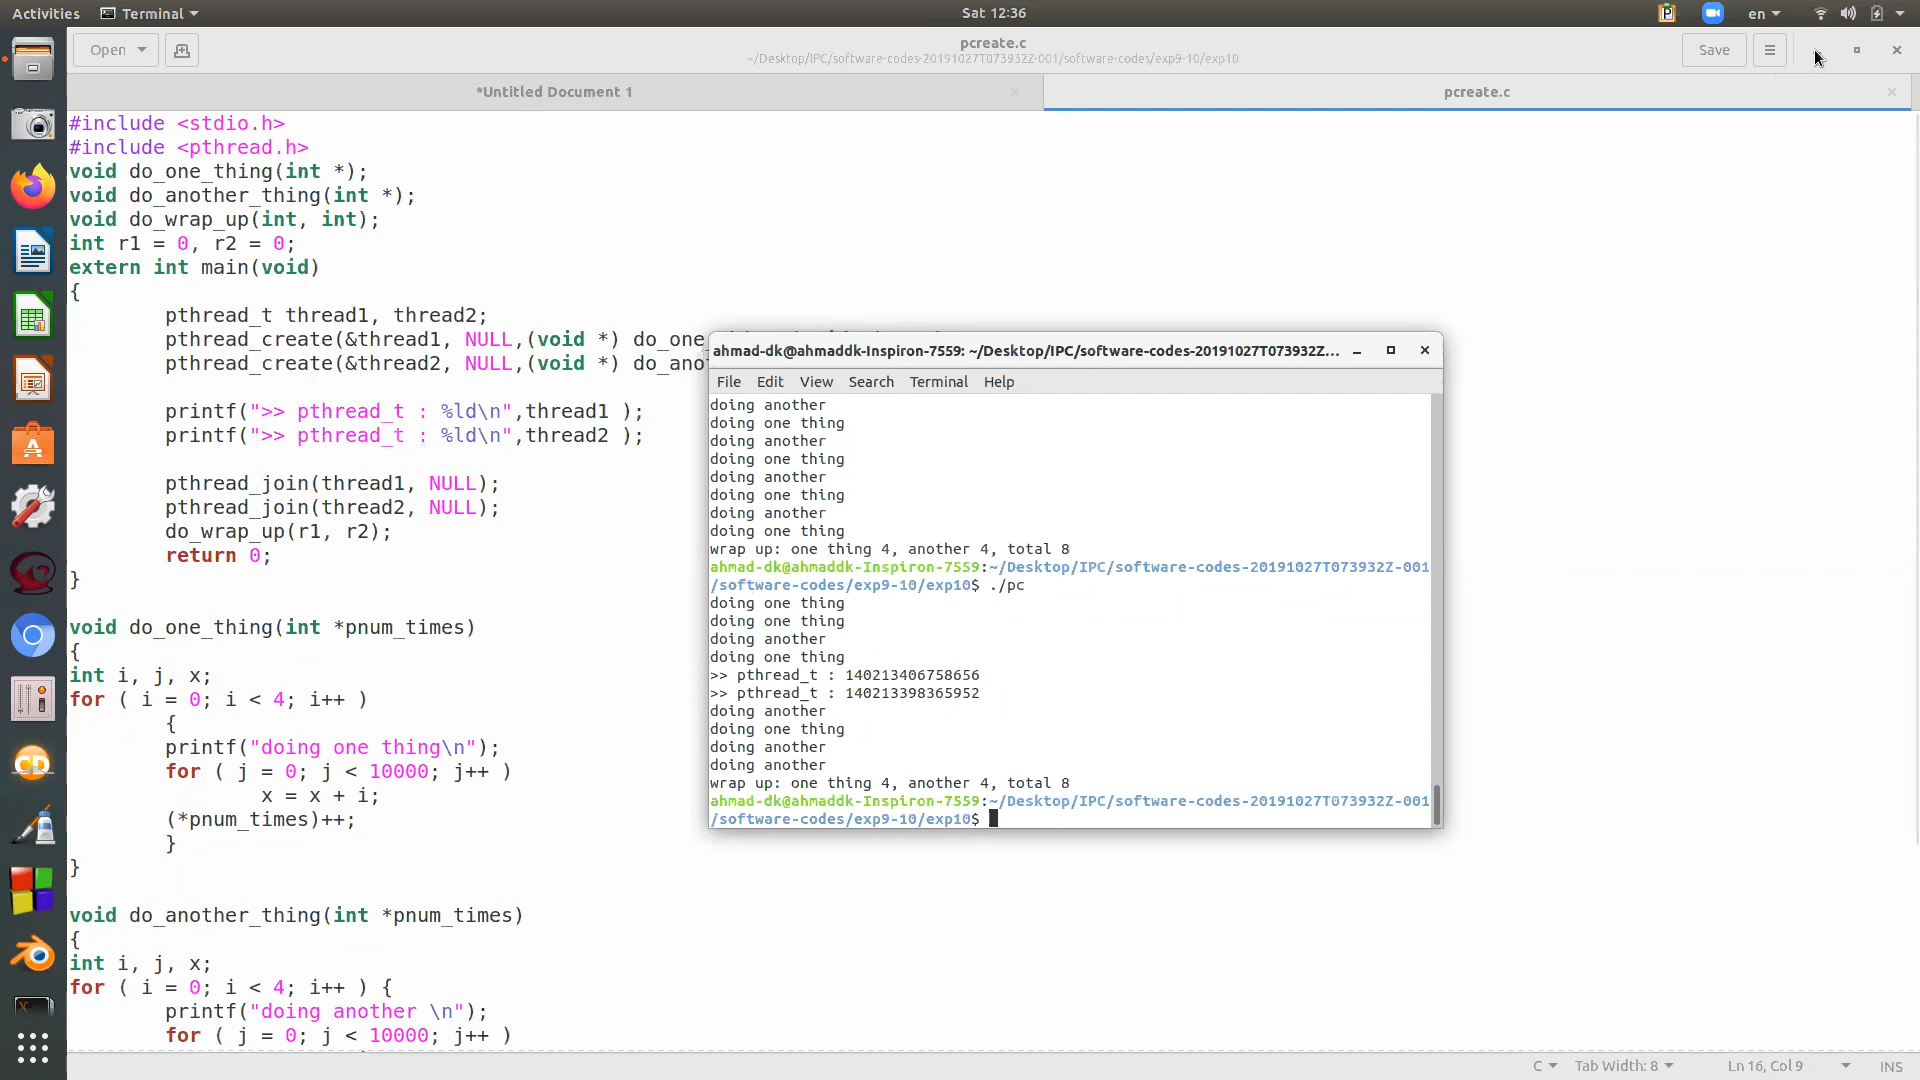 Activities Terminal Sat 12:36 en
Open pcreate.c Save
~/Desktop/IPC/software-codes-20191027T073932Z-001/software-codes/exp9-10/exp10
*Untitled Document 1 pcreate.c
#include <stdio.h>
#include <pthread.h>
void do_one_thing(int *);
void do_another_thing(int *);
void do_wrap_up(int, int);
int r1 = 0, r2 = 0;
extern int main(void)
{
pthread_t thread1, thread2;
pthread_create(&thread1, NULL,(void *) do_one
pthread_create(&thread2, NULL,(void *) do_ano
printf(">> pthread_t : %ld\n",thread1 );
printf(">> pthread_t : %ld\n",thread2 );
pthread_join(thread1, NULL);
pthread_join(thread2, NULL);
do_wrap_up(r1, r2);
return 0;
}
void do_one_thing(int *pnum_times)
{
int i, j, x;
for ( i = 0; i < 4; i++ )
{
printf("doing one thing\n");
for ( j = 0; j < 10000; j++ )
x = x + i;
(*pnum_times)++;
}
}
void do_another_thing(int *pnum_times)
{
int i, j, x;
for ( i = 0; i < 4; i++ ) {
printf("doing another \n");
for ( j = 0; j < 10000; j++ )
ahmad-dk@ahmaddk-Inspiron-7559: ~/Desktop/IPC/software-codes-20191027T073932Z...
File Edit View Search Terminal Help
doing another
doing one thing
doing another
doing one thing
doing another
doing one thing
doing another
doing one thing
wrap up: one thing 4, another 4, total 8
ahmad-dk@ahmaddk-Inspiron-7559:~/Desktop/IPC/software-codes-20191027T073932Z-001
/software-codes/exp9-10/exp10$ ./pc
doing one thing
doing one thing
doing another
doing one thing
>> pthread_t : 140213406758656
>> pthread_t : 140213398365952
doing another
doing one thing
doing another
doing another
wrap up: one thing 4, another 4, total 8
ahmad-dk@ahmaddk-Inspiron-7559:~/Desktop/IPC/software-codes-20191027T073932Z-001
/software-codes/exp9-10/exp10$
C Tab Width: 8 Ln 16, Col 9 INS